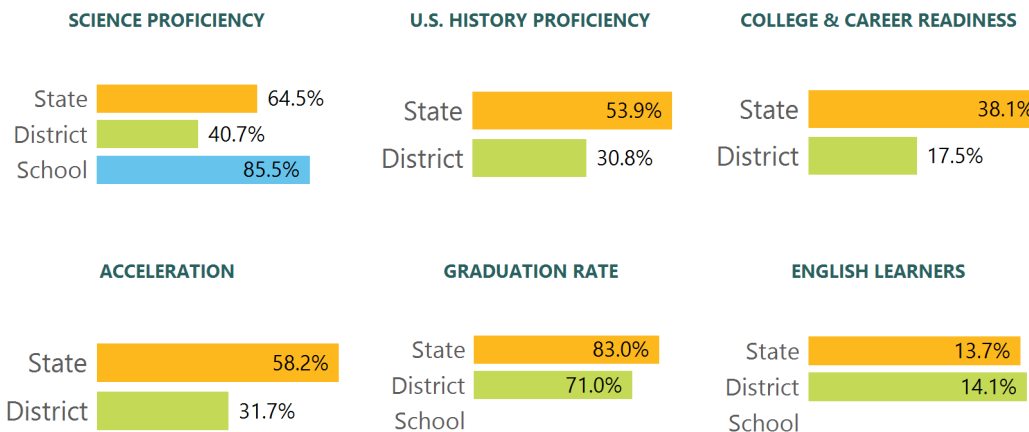 SCIENCE PROFICIENCY
State 64.5%
District 40.7%
School 85.5%
U.S. HISTORY PROFICIENCY
State 53.9%
District 30.8%
COLLEGE & CAREER READINESS
State 38.1%
District 17.5%
ACCELERATION
State 58.2%
District 31.7%
GRADUATION RATE
State 83.0%
District 71.0%
School
ENGLISH LEARNERS
State 13.7%
District 14.1%
School